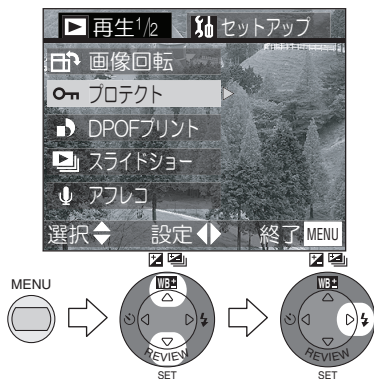 再生1/2 セットアップ
画像回転
プロテクト
DPOFプリント
スライドショー
アフレコ
選択 設定 終了 MENU
MENU
WB±
REVIEW
SET
WB±
REVIEW
SET